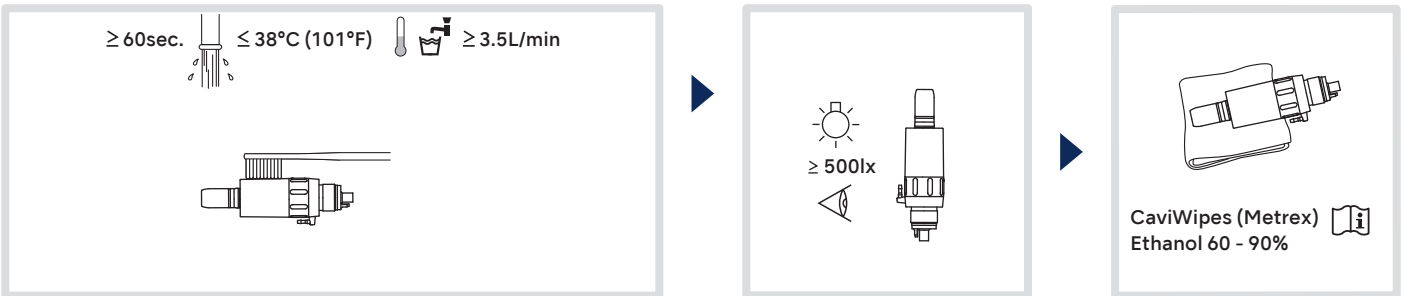 ≥ 60sec. ≤ 38°C (101°F) ≥ 3.5L/min
≥ 500lx
CaviWipes (Metrex)
Ethanol 60 - 90%